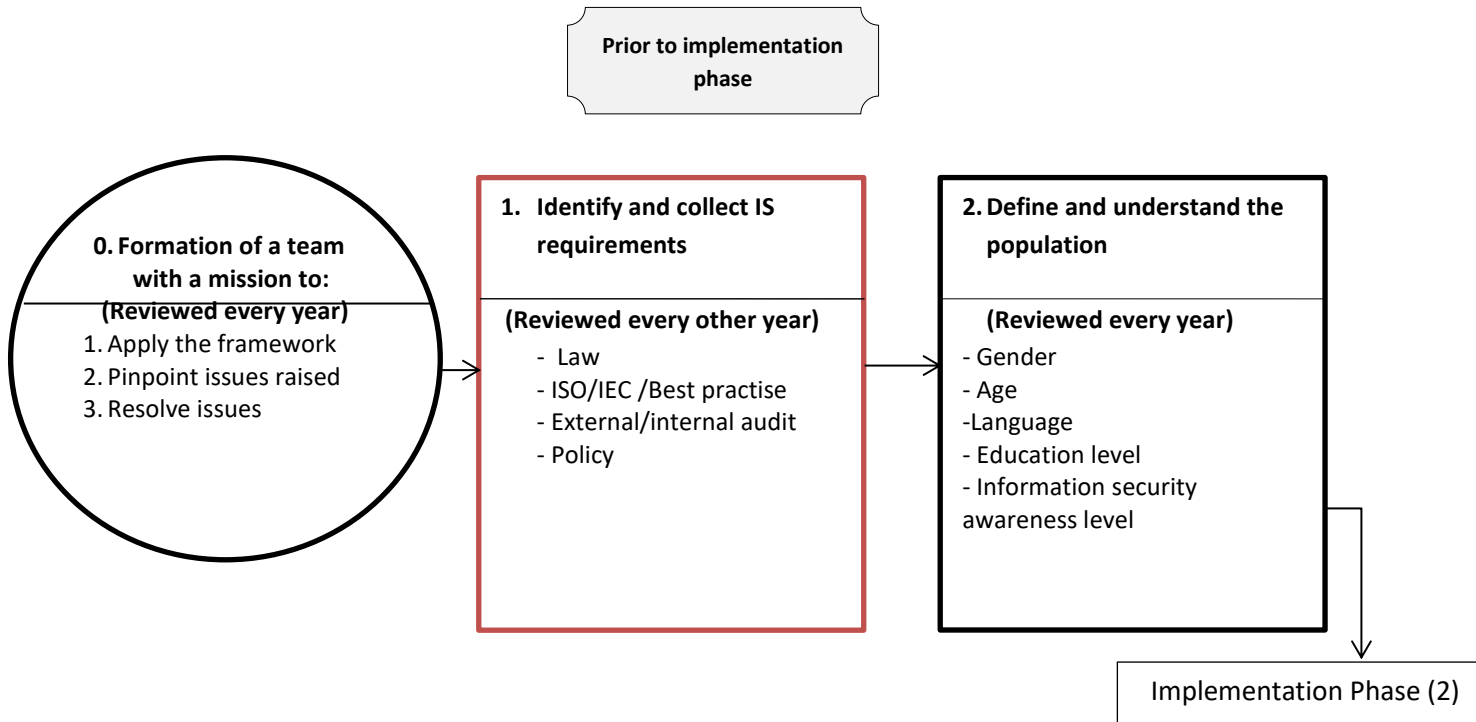 Prior to implementation
phase
0. Formation of a team
with a mission to:
(Reviewed every year)
1. Apply the framework
2. Pinpoint issues raised
3. Resolve issues
1. Identify and collect IS
requirements
(Reviewed every other year)
- Law
- ISO/IEC /Best practise
- External/internal audit
- Policy
2. Define and understand the
population
(Reviewed every year)
- Gender
- Age
-Language
- Education level
- Information security
awareness level
Implementation Phase (2)